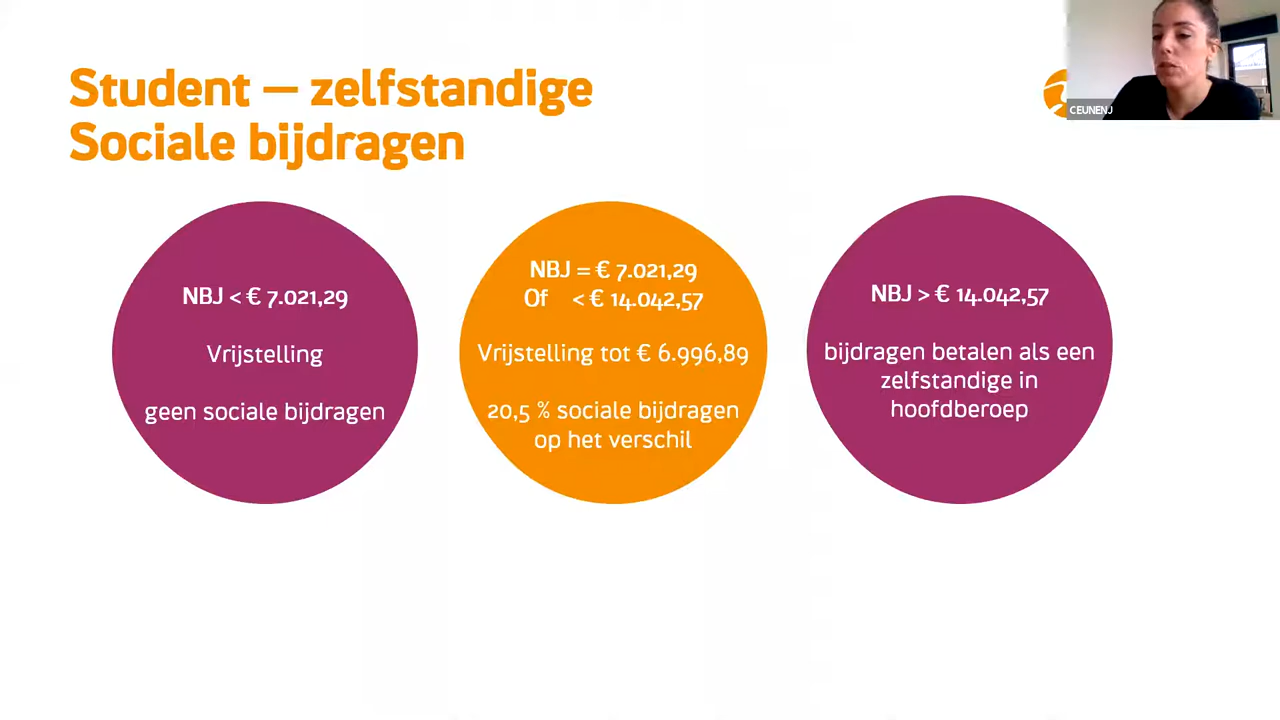 Student – zelfstandige
Sociale bijdragen
CEUNENJ
NBJ < € 7.021,29
Vrijstelling
geen sociale bijdragen
NBJ = € 7.021,29
Of < € 14.042,57
Vrijstelling tot € 6.996,89
20,5 % sociale bijdragen
op het verschil
NBJ > € 14.042,57
bijdragen betalen als een
zelfstandige in
hoofdberoep